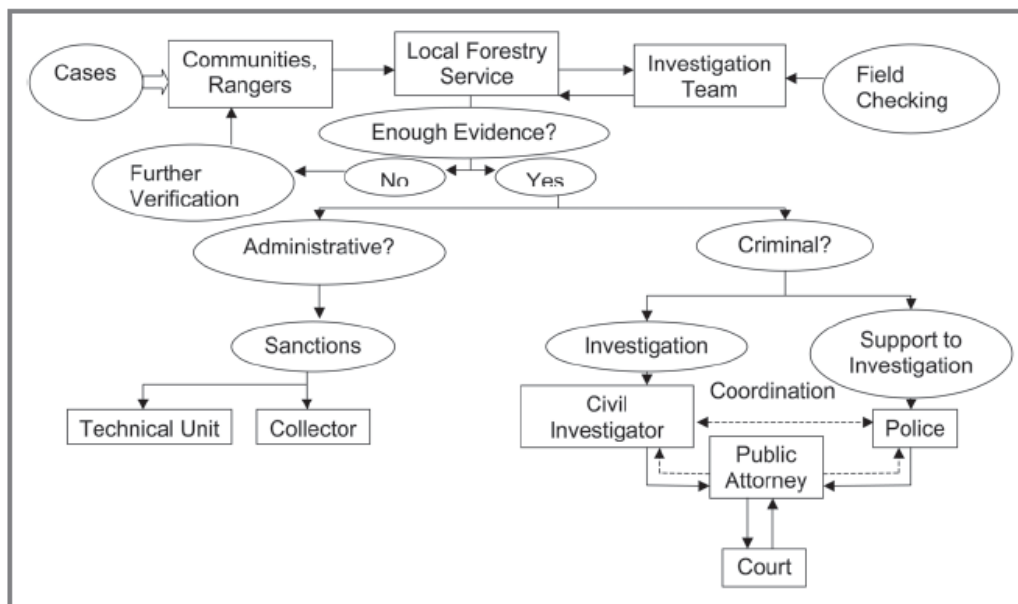 Cases
Communities,
Rangers
Local Forestry
Service
Investigation
Team
Field
Checking
Enough Evidence?
Further
Verification
No
Yes
Administrative?
Criminal?
Sanctions
Investigation
Support to
Investigation
Technical Unit
Collector
Civil
Investigator
Coordination
Police
Public
Attorney
Court